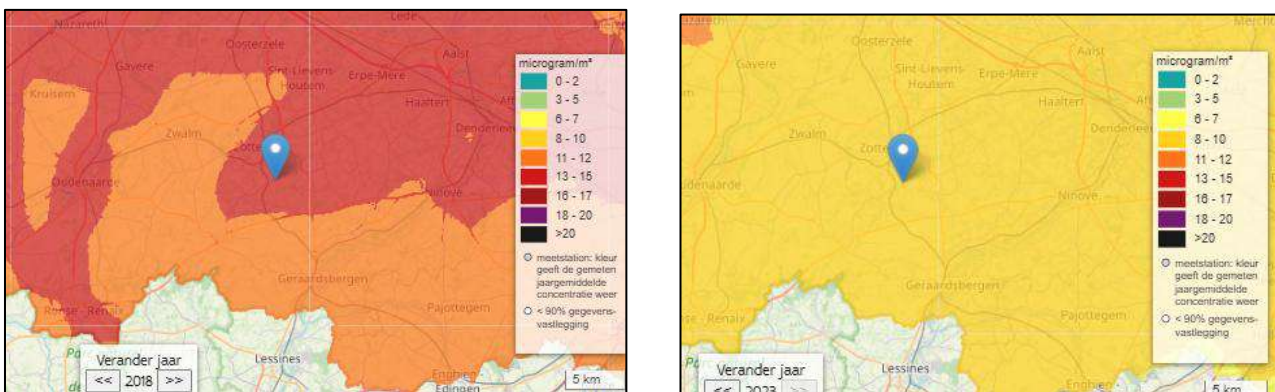 Nazareth
Lede
Oosterzele
Aalst
Gavere
Sint-Lievens-
Houtem
Erpe-Mere
Kruisem
Haaltert
Zwalm
Denderleeuw
Oudenaarde
Ninove
Geraardsbergen
Ronse - Renaix
Pajottegem
Lessines
Enghien -
Edingen
microgram/m³
0 - 2
3 - 5
6 - 7
8 - 10
11 - 12
13 - 15
16 - 17
18 - 20
>20
meetstation: kleur
geeft de gemeten
jaargemiddelde
concentratie weer
< 90% gegevens-
vastlegging
Verander jaar
<< 2018 >>
5 km
Oosterzele
Aalst
Gavere
Sint-Lievens-
Houtem
Erpe-Mere
Haaltert
Zwalm
Ninove
Geraardsbergen
Pajottegem
Lessines
Enghien -
microgram/m³
0 - 2
3 - 5
6 - 7
8 - 10
11 - 12
13 - 15
16 - 17
18 - 20
>20
meetstation: kleur
geeft de gemeten
jaargemiddelde
concentratie weer
< 90% gegevens-
vastlegging
Verander jaar
<< 2023 >>
5 km